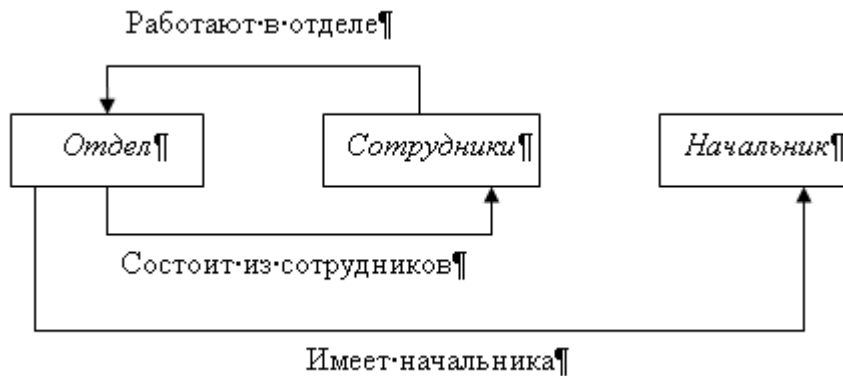 Работают·в·отделе¶
Отдел¶ Сотрудники¶ Начальник¶
Состоит·из·сотрудников¶
Имеет·начальника¶